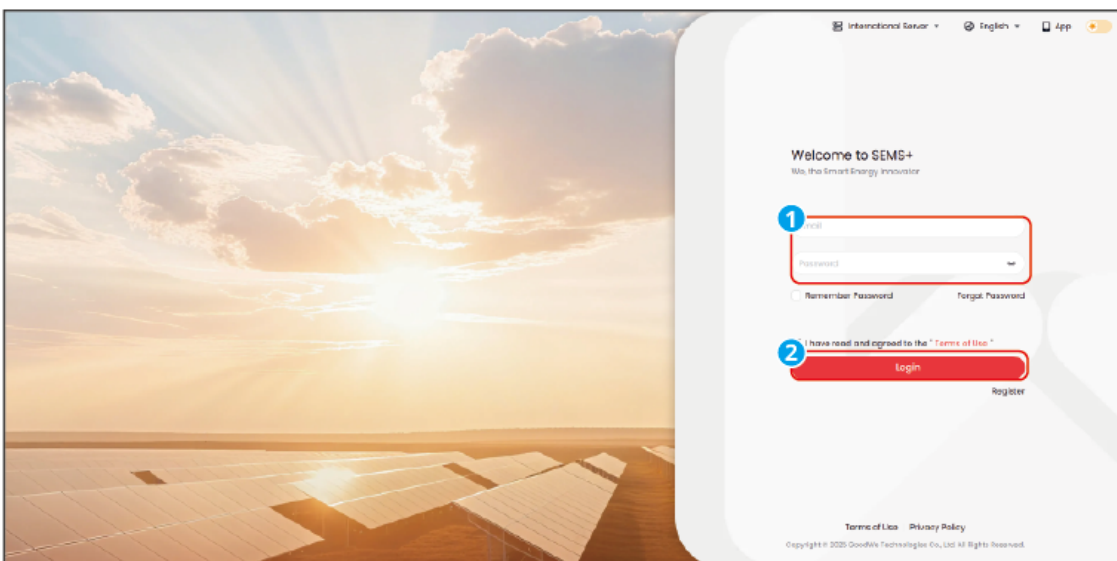 International Server English App
Welcome to SEMS+
We, the Smart Energy Innovator
1
Email
Password
Remember Password Forgot Password
I have read and agreed to the " Terms of Use "
2
Login
Register
Terms of Use Privacy Policy
Copyright © 2025 GoodWe Technologies Co., Ltd. All Rights Reserved.